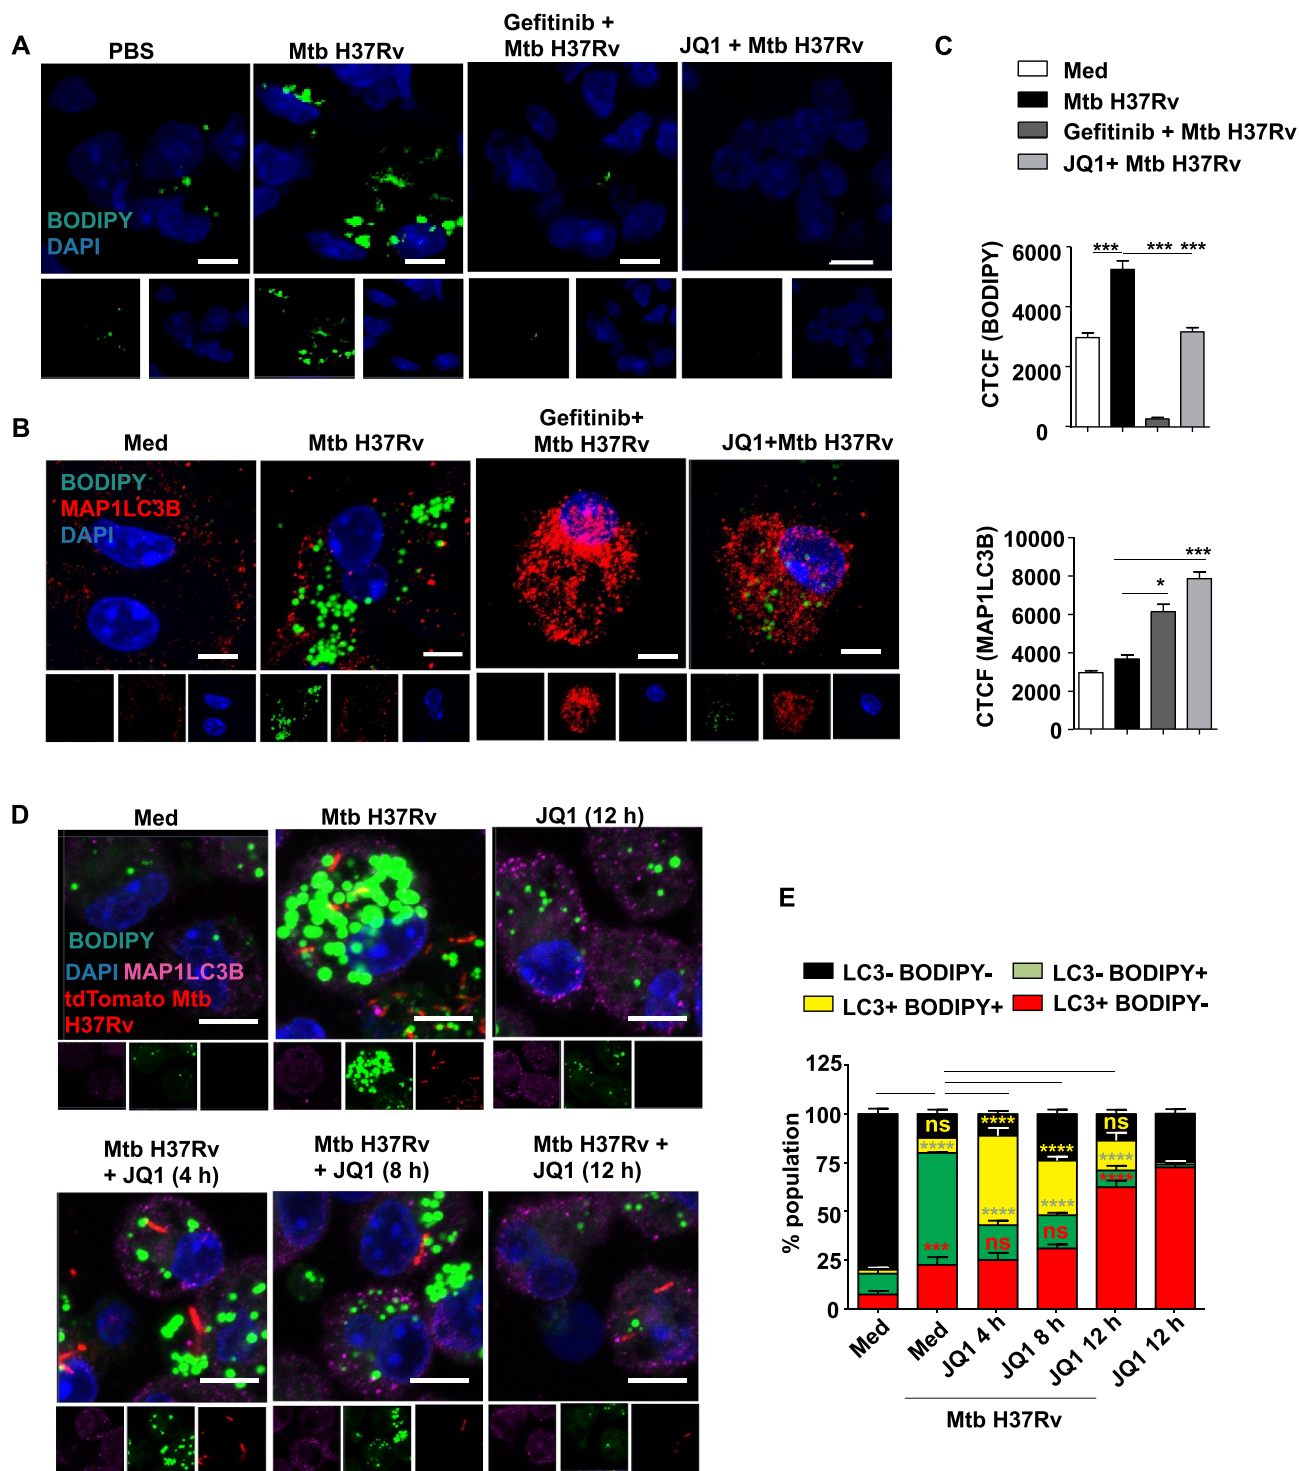 A
PBS
Mtb H37Rv
Gefitinib +
Mtb H37Rv
JQ1 + Mtb H37Rv
BODIPY
DAPI
B
Med
Mtb H37Rv
Gefitinib+
Mtb H37Rv
JQ1+Mtb H37Rv
BODIPY
MAP1LC3B
DAPI
C
Med
Mtb H37Rv
Gefitinib + Mtb H37Rv
JQ1+ Mtb H37Rv
CTCF (BODIPY)
6000
4000
2000
0
*** *** ***
CTCF (MAP1LC3B)
10000
8000
6000
4000
2000
0
***
*
D
Med
Mtb H37Rv
JQ1 (12 h)
BODIPY
DAPI MAP1LC3B
tdTomato Mtb
H37Rv
Mtb H37Rv
+ JQ1 (4 h)
Mtb H37Rv
+ JQ1 (8 h)
Mtb H37Rv +
JQ1 (12 h)
E
LC3- BODIPY-
LC3- BODIPY+
LC3+ BODIPY+
LC3+ BODIPY-
% population
125
100
75
50
25
0
ns
****
***
****
****
ns
****
****
ns
ns
****
****
Med
Med
JQ1 4 h
JQ1 8 h
JQ1 12 h
JQ1 12 h
Mtb H37Rv